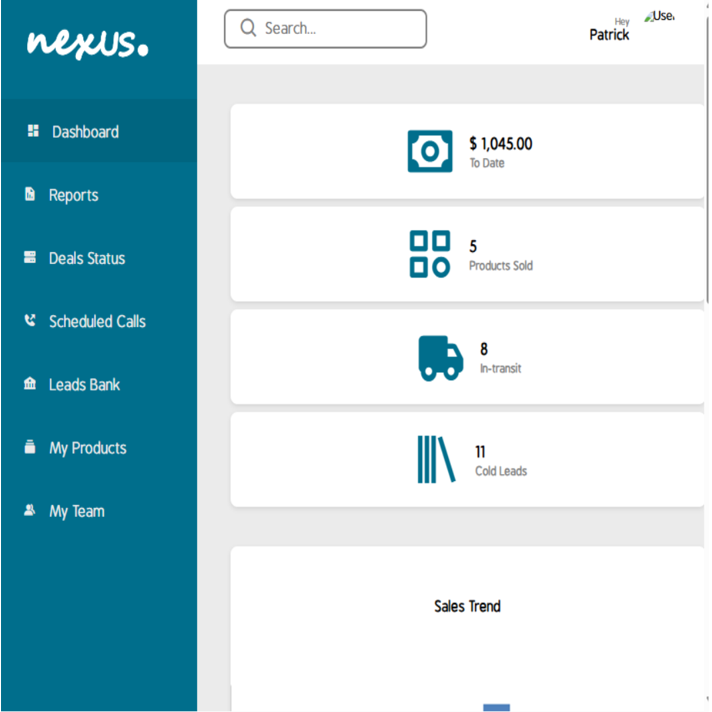 nexus.
Search...
Hey
Patrick
Dashboard
Reports
Deals Status
Scheduled Calls
Leads Bank
My Products
My Team
$ 1,045.00
To Date
5
Products Sold
8
In-transit
11
Cold Leads
Sales Trend